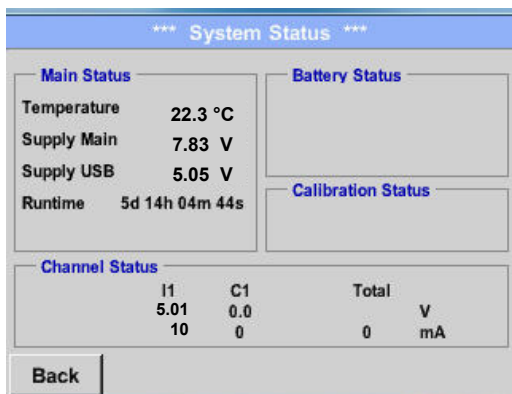 *** System Status ***
Main Status
Temperature 22.3 °C
Supply Main 7.83 V
Supply USB 5.05 V
Runtime 5d 14h 04m 44s
Battery Status
Calibration Status
Channel Status
I1 C1 Total
5.01 0.0 V
10 0 0 mA
Back